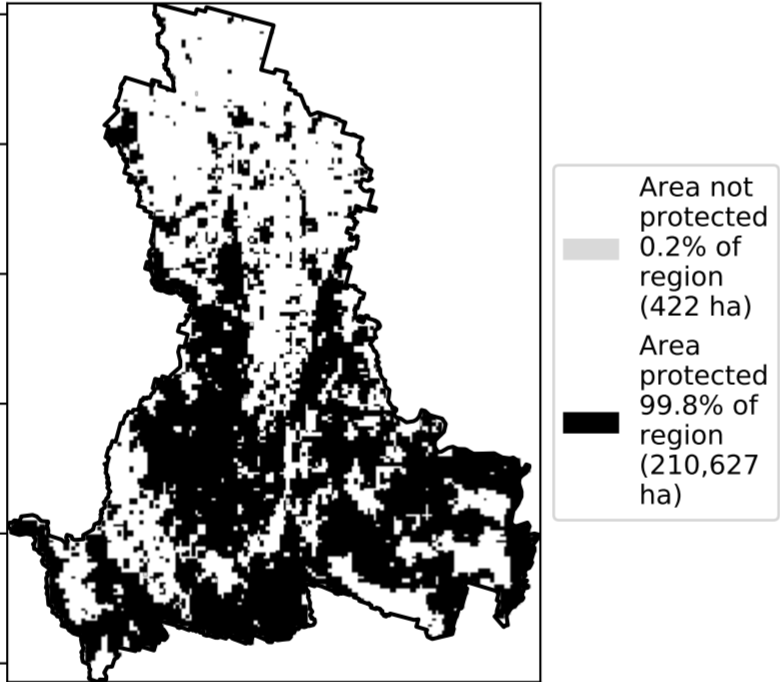 Area not
protected
0.2% of
region
(422 ha)
Area
protected
99.8% of
region
(210,627
ha)